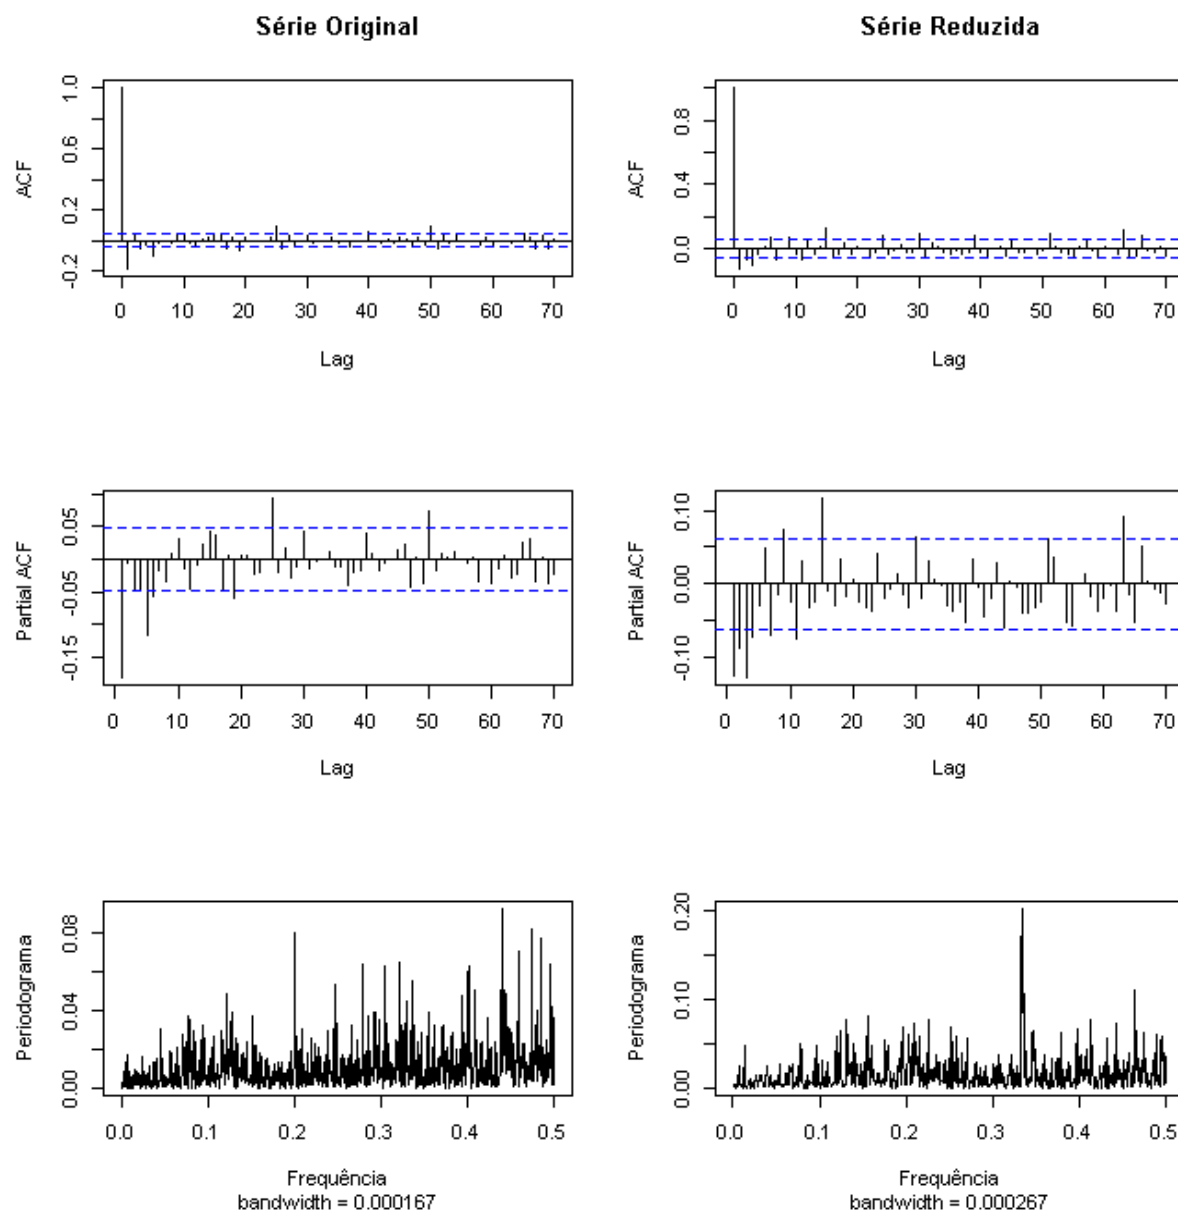 Série Original
Série Reduzida
ACF
1.0
0.6
0.2
-0.2
0 10 20 30 40 50 60 70
Lag
ACF
0.8
0.4
0.0
0 10 20 30 40 50 60 70
Lag
Partial ACF
0.05
-0.05
-0.15
0 10 20 30 40 50 60 70
Lag
Partial ACF
0.10
0.00
-0.10
0 10 20 30 40 50 60 70
Lag
Periodograma
0.08
0.04
0.00
0.0 0.1 0.2 0.3 0.4 0.5
Frequência
bandwidth = 0.000167
Periodograma
0.20
0.10
0.00
0.0 0.1 0.2 0.3 0.4 0.5
Frequência
bandwidth = 0.000267